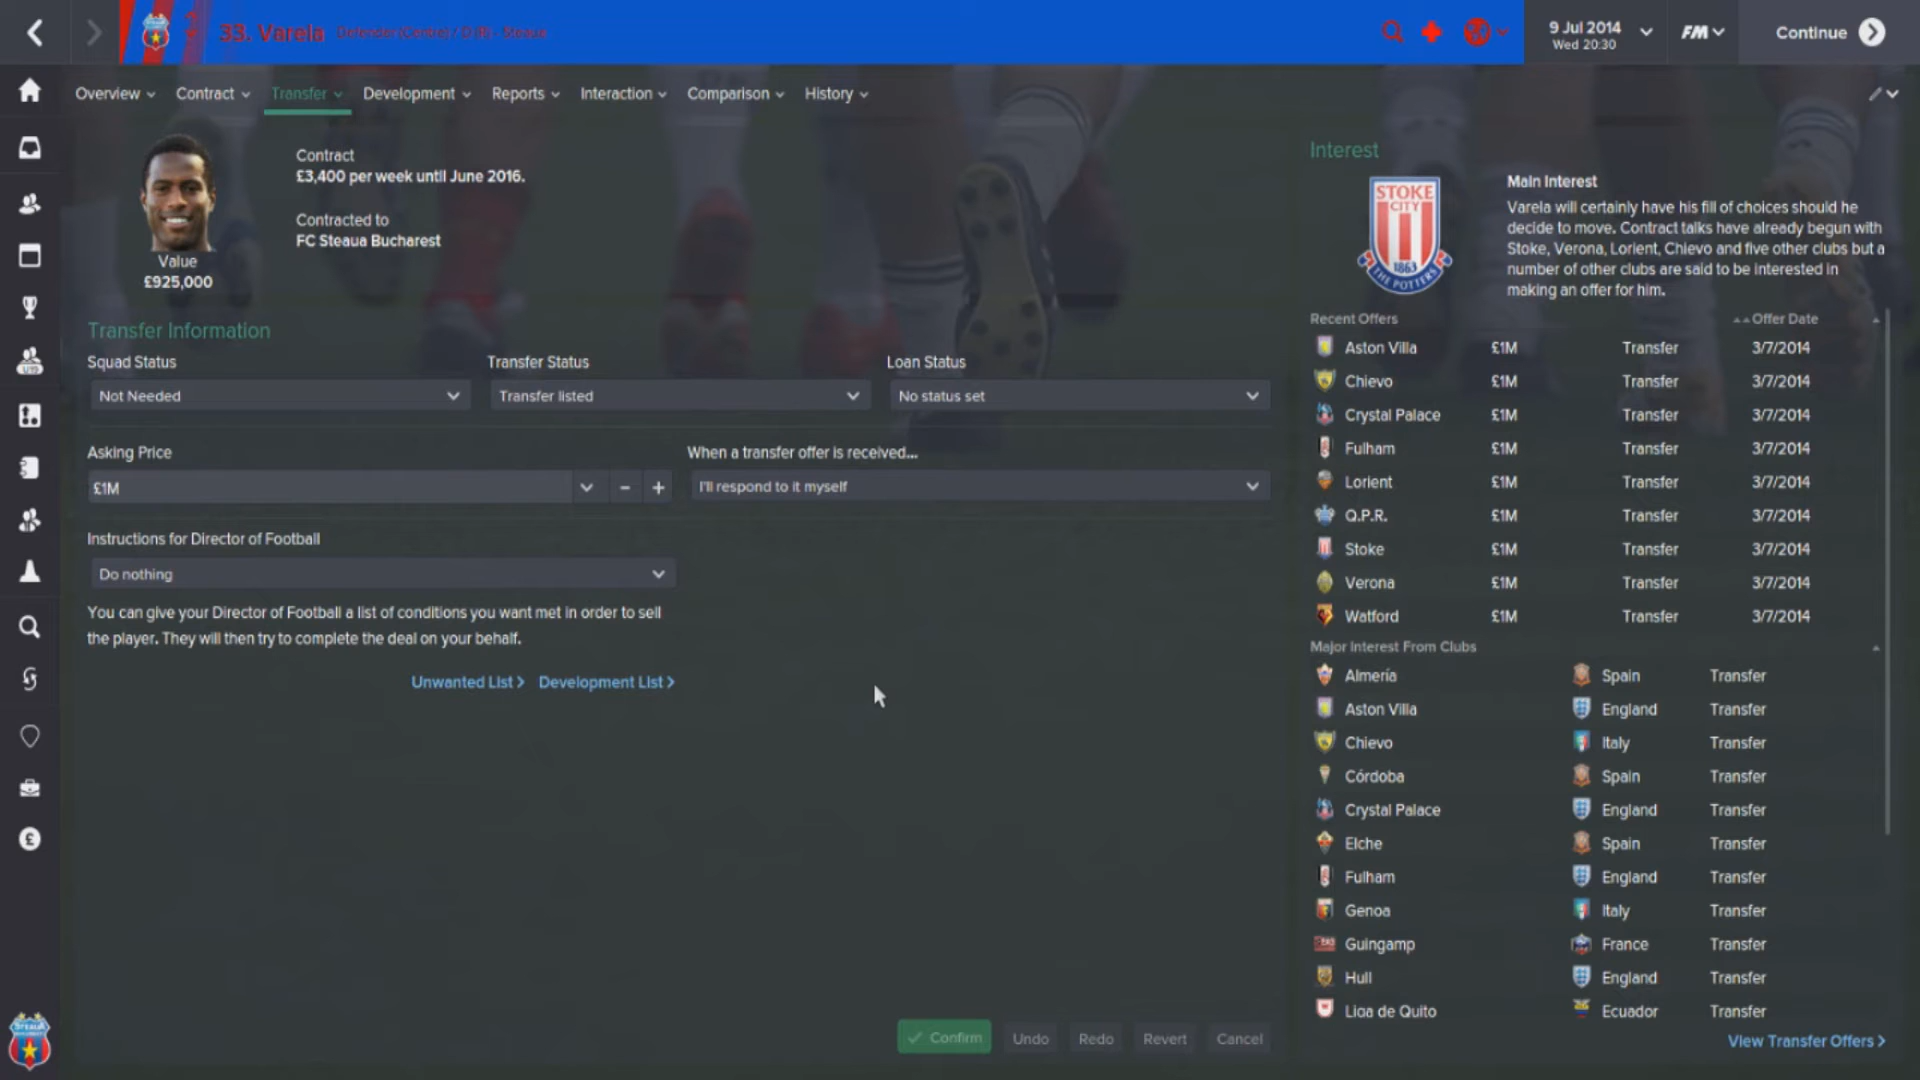 33. Varela Defender (Centre) / D (R) - Steaua
9 Jul 2014
Wed 20:30
FM
Continue
Overview Contract Transfer Development Reports Interaction Comparison History
Contract
£3,400 per week until June 2016.
Contracted to
FC Steaua Bucharest
Value
£925,000
Transfer Information
Squad Status Transfer Status Loan Status
Not Needed Transfer listed No status set
Asking Price When a transfer offer is received...
£1M I'll respond to it myself
Instructions for Director of Football
Do nothing
You can give your Director of Football a list of conditions you want met in order to sell
the player. They will then try to complete the deal on your behalf.
Unwanted List > Development List >
Confirm Undo Redo Revert Cancel
Interest
STOKE
CITY
1863
THE POTTERS
Main Interest
Varela will certainly have his fill of choices should he
decide to move. Contract talks have already begun with
Stoke, Verona, Lorient, Chievo and five other clubs but a
number of other clubs are said to be interested in
making an offer for him.
Recent Offers Offer Date
Aston Villa £1M Transfer 3/7/2014
Chievo £1M Transfer 3/7/2014
Crystal Palace £1M Transfer 3/7/2014
Fulham £1M Transfer 3/7/2014
Lorient £1M Transfer 3/7/2014
Q.P.R. £1M Transfer 3/7/2014
Stoke £1M Transfer 3/7/2014
Verona £1M Transfer 3/7/2014
Watford £1M Transfer 3/7/2014
Major Interest From Clubs
Almería Spain Transfer
Aston Villa England Transfer
Chievo Italy Transfer
Córdoba Spain Transfer
Crystal Palace England Transfer
Elche Spain Transfer
Fulham England Transfer
Genoa Italy Transfer
Guingamp France Transfer
Hull England Transfer
Liga de Quito Ecuador Transfer
View Transfer Offers >
U19
STEAUA